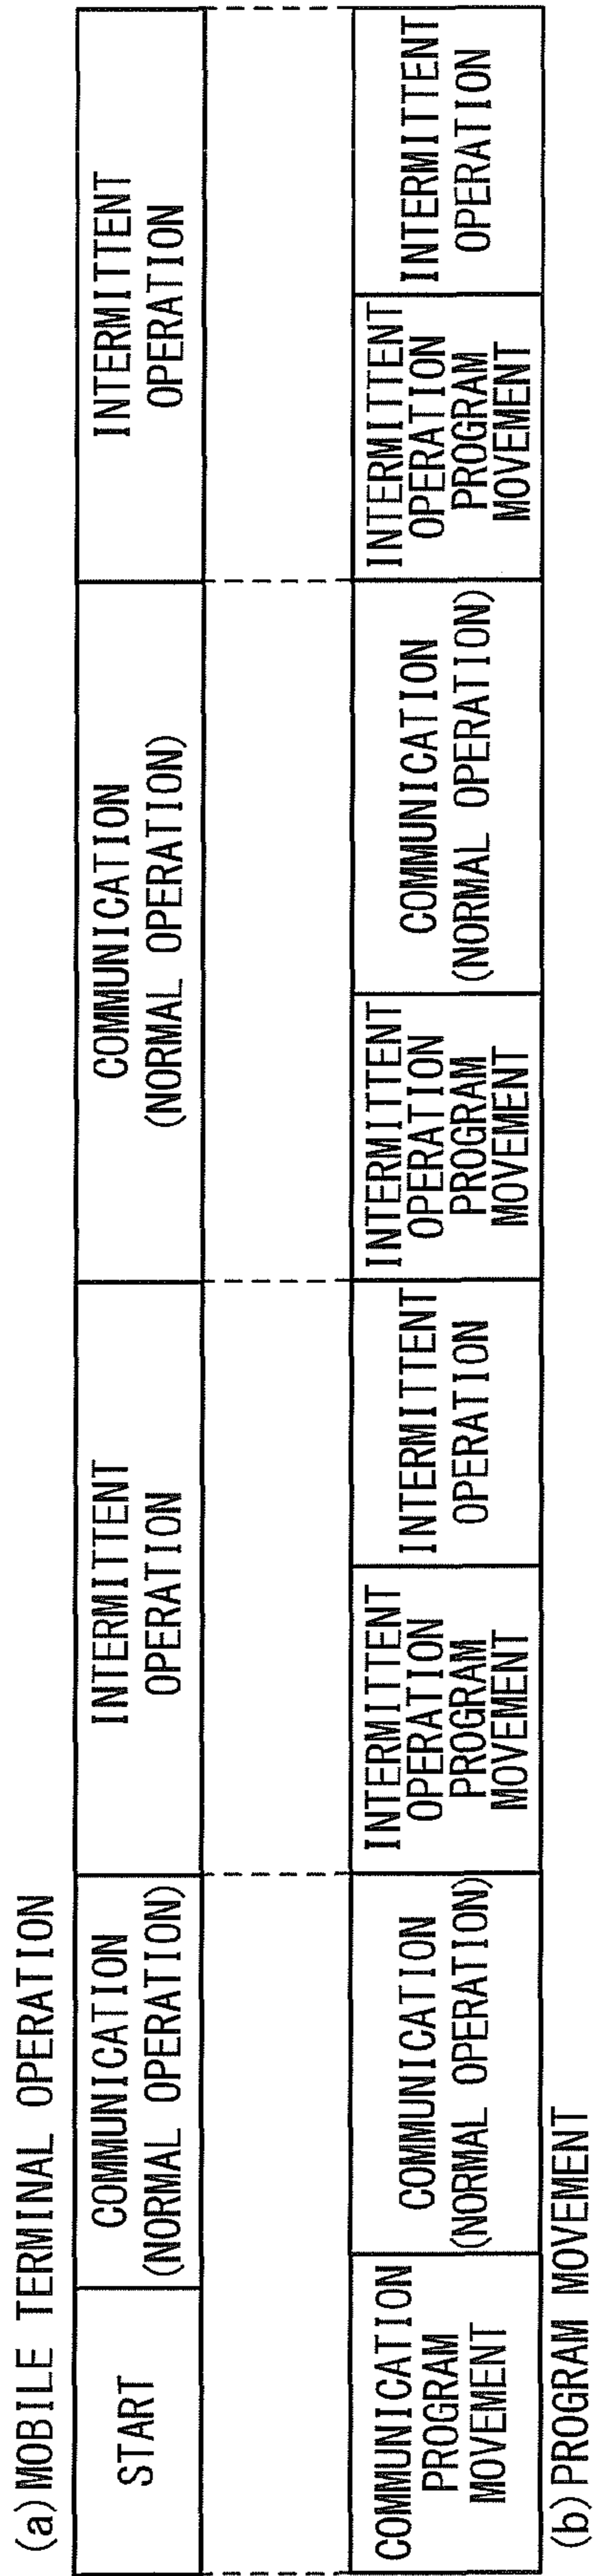 (a) MOBILE TERMINAL OPERATION
START
COMMUNICATION
(NORMAL OPERATION)
INTERMITTENT
OPERATION
COMMUNICATION
(NORMAL OPERATION)
INTERMITTENT
OPERATION
COMMUNICATION
PROGRAM
MOVEMENT
COMMUNICATION
(NORMAL OPERATION)
INTERMITTENT
OPERATION
PROGRAM
MOVEMENT
INTERMITTENT
OPERATION
INTERMITTENT
OPERATION
PROGRAM
MOVEMENT
COMMUNICATION
(NORMAL OPERATION)
INTERMITTENT
OPERATION
PROGRAM
MOVEMENT
INTERMITTENT
OPERATION
(b) PROGRAM MOVEMENT